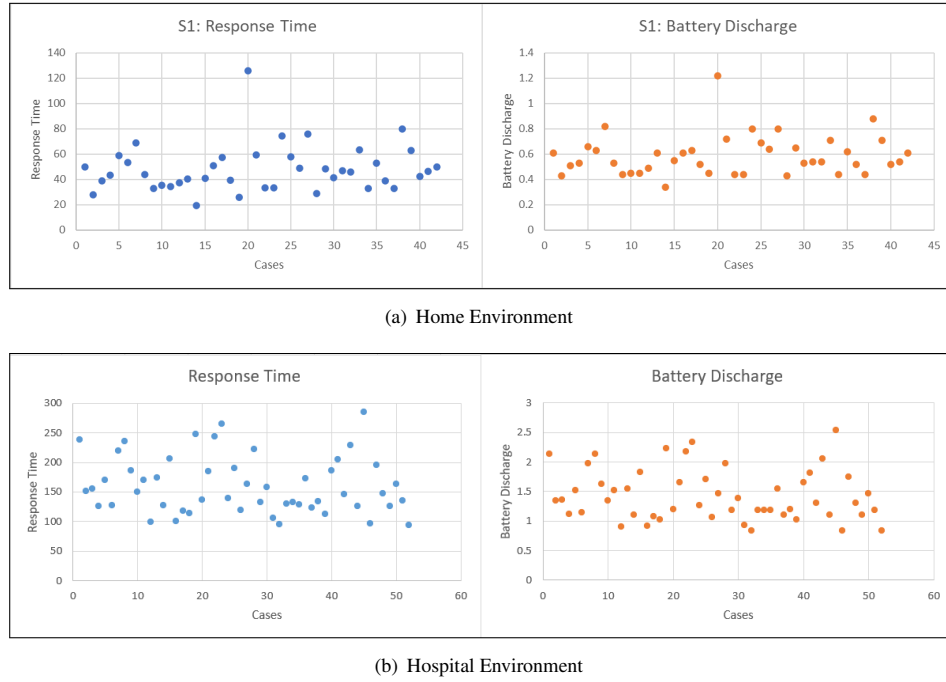 S1: Response Time
140
120
100
80
60
40
20
0
Response Time
0 5 10 15 20 25 30 35 40 45
Cases
S1: Battery Discharge
1.4
1.2
1
0.8
0.6
0.4
0.2
0
Battery Discharge
0 5 10 15 20 25 30 35 40 45
Cases
(a) Home Environment
Response Time
300
250
200
150
100
50
0
Response Time
0 10 20 30 40 50 60
Cases
Battery Discharge
3
2.5
2
1.5
1
0.5
0
Battery Discharge
0 10 20 30 40 50 60
Cases
(b) Hospital Environment